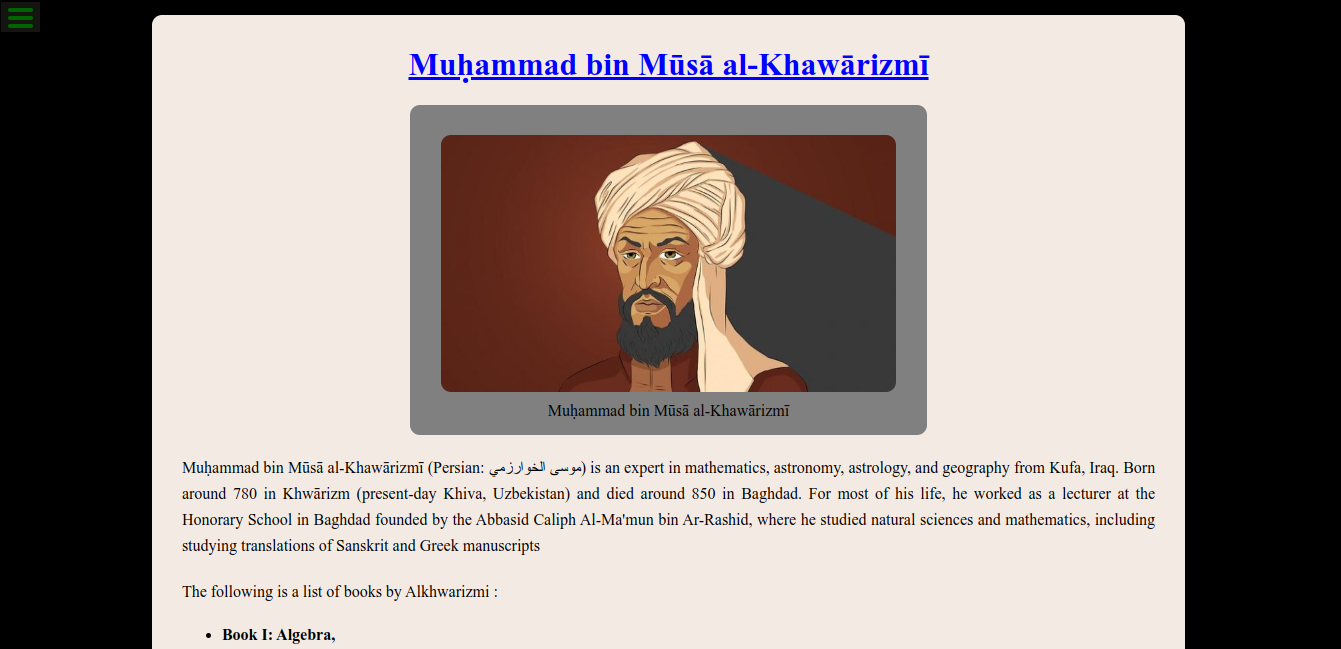 Muḥammad bin Mūsā al-Khawārizmī
Muḥammad bin Mūsā al-Khawārizmī
Muḥammad bin Mūsā al-Khawārizmī (Persian: موسى الخوارزمي) is an expert in mathematics, astronomy, astrology, and geography from Kufa, Iraq. Born
around 780 in Khwārizm (present-day Khiva, Uzbekistan) and died around 850 in Baghdad. For most of his life, he worked as a lecturer at the
Honorary School in Baghdad founded by the Abbasid Caliph Al-Ma'mun bin Ar-Rashid, where he studied natural sciences and mathematics, including
studying translations of Sanskrit and Greek manuscripts
The following is a list of books by Alkhwarizmi :
• Book I: Algebra,